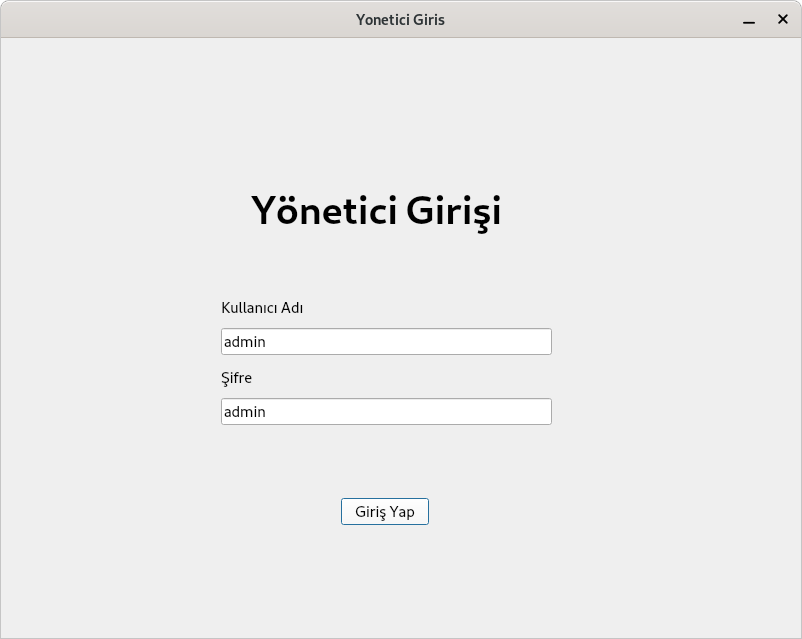 Yonetici Giris
Yönetici Girişi
Kullanıcı Adı
admin
Şifre
admin
Giriş Yap